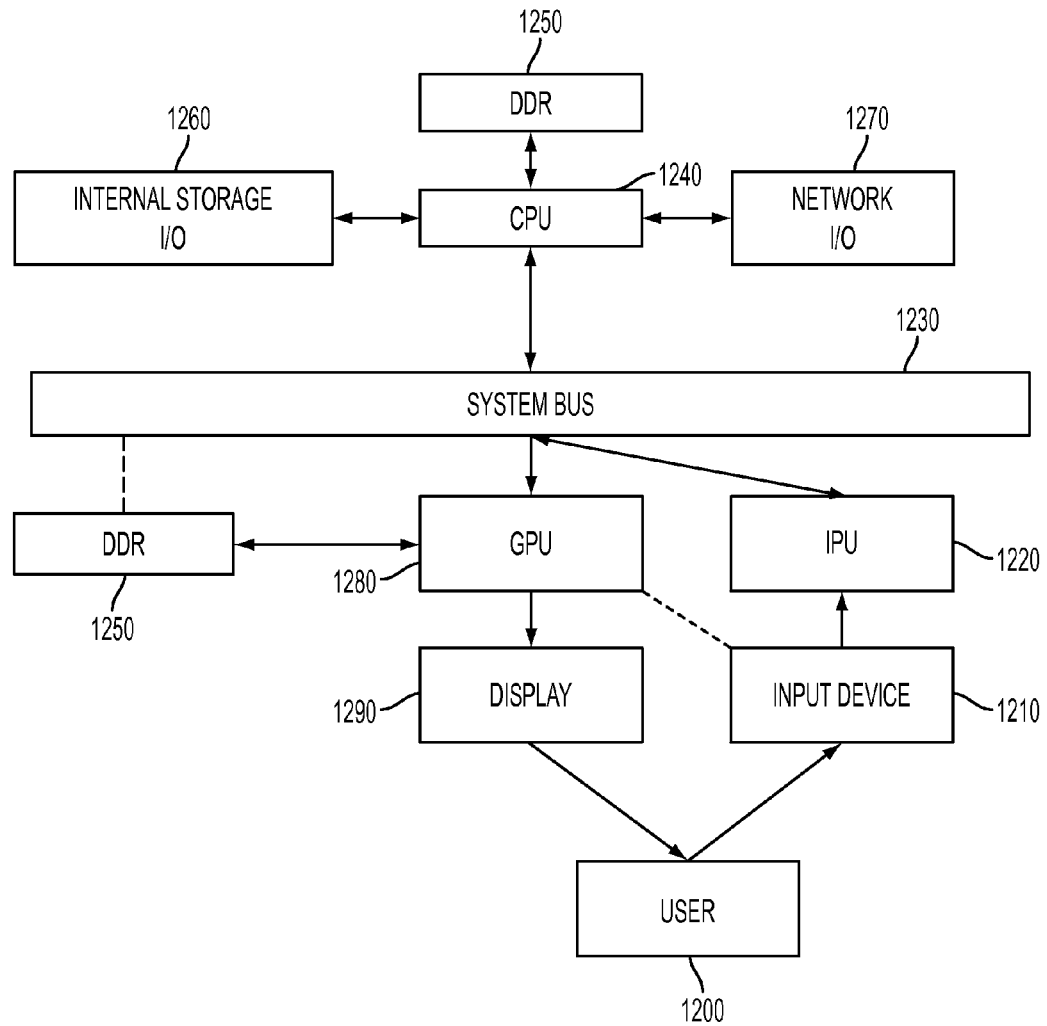 1250
DDR
1260
1270
1240
INTERNAL STORAGE
I/O
CPU
NETWORK
I/O
1230
SYSTEM BUS
DDR
GPU
IPU
1280
1220
1250
DISPLAY
INPUT DEVICE
1290
1210
USER
1200